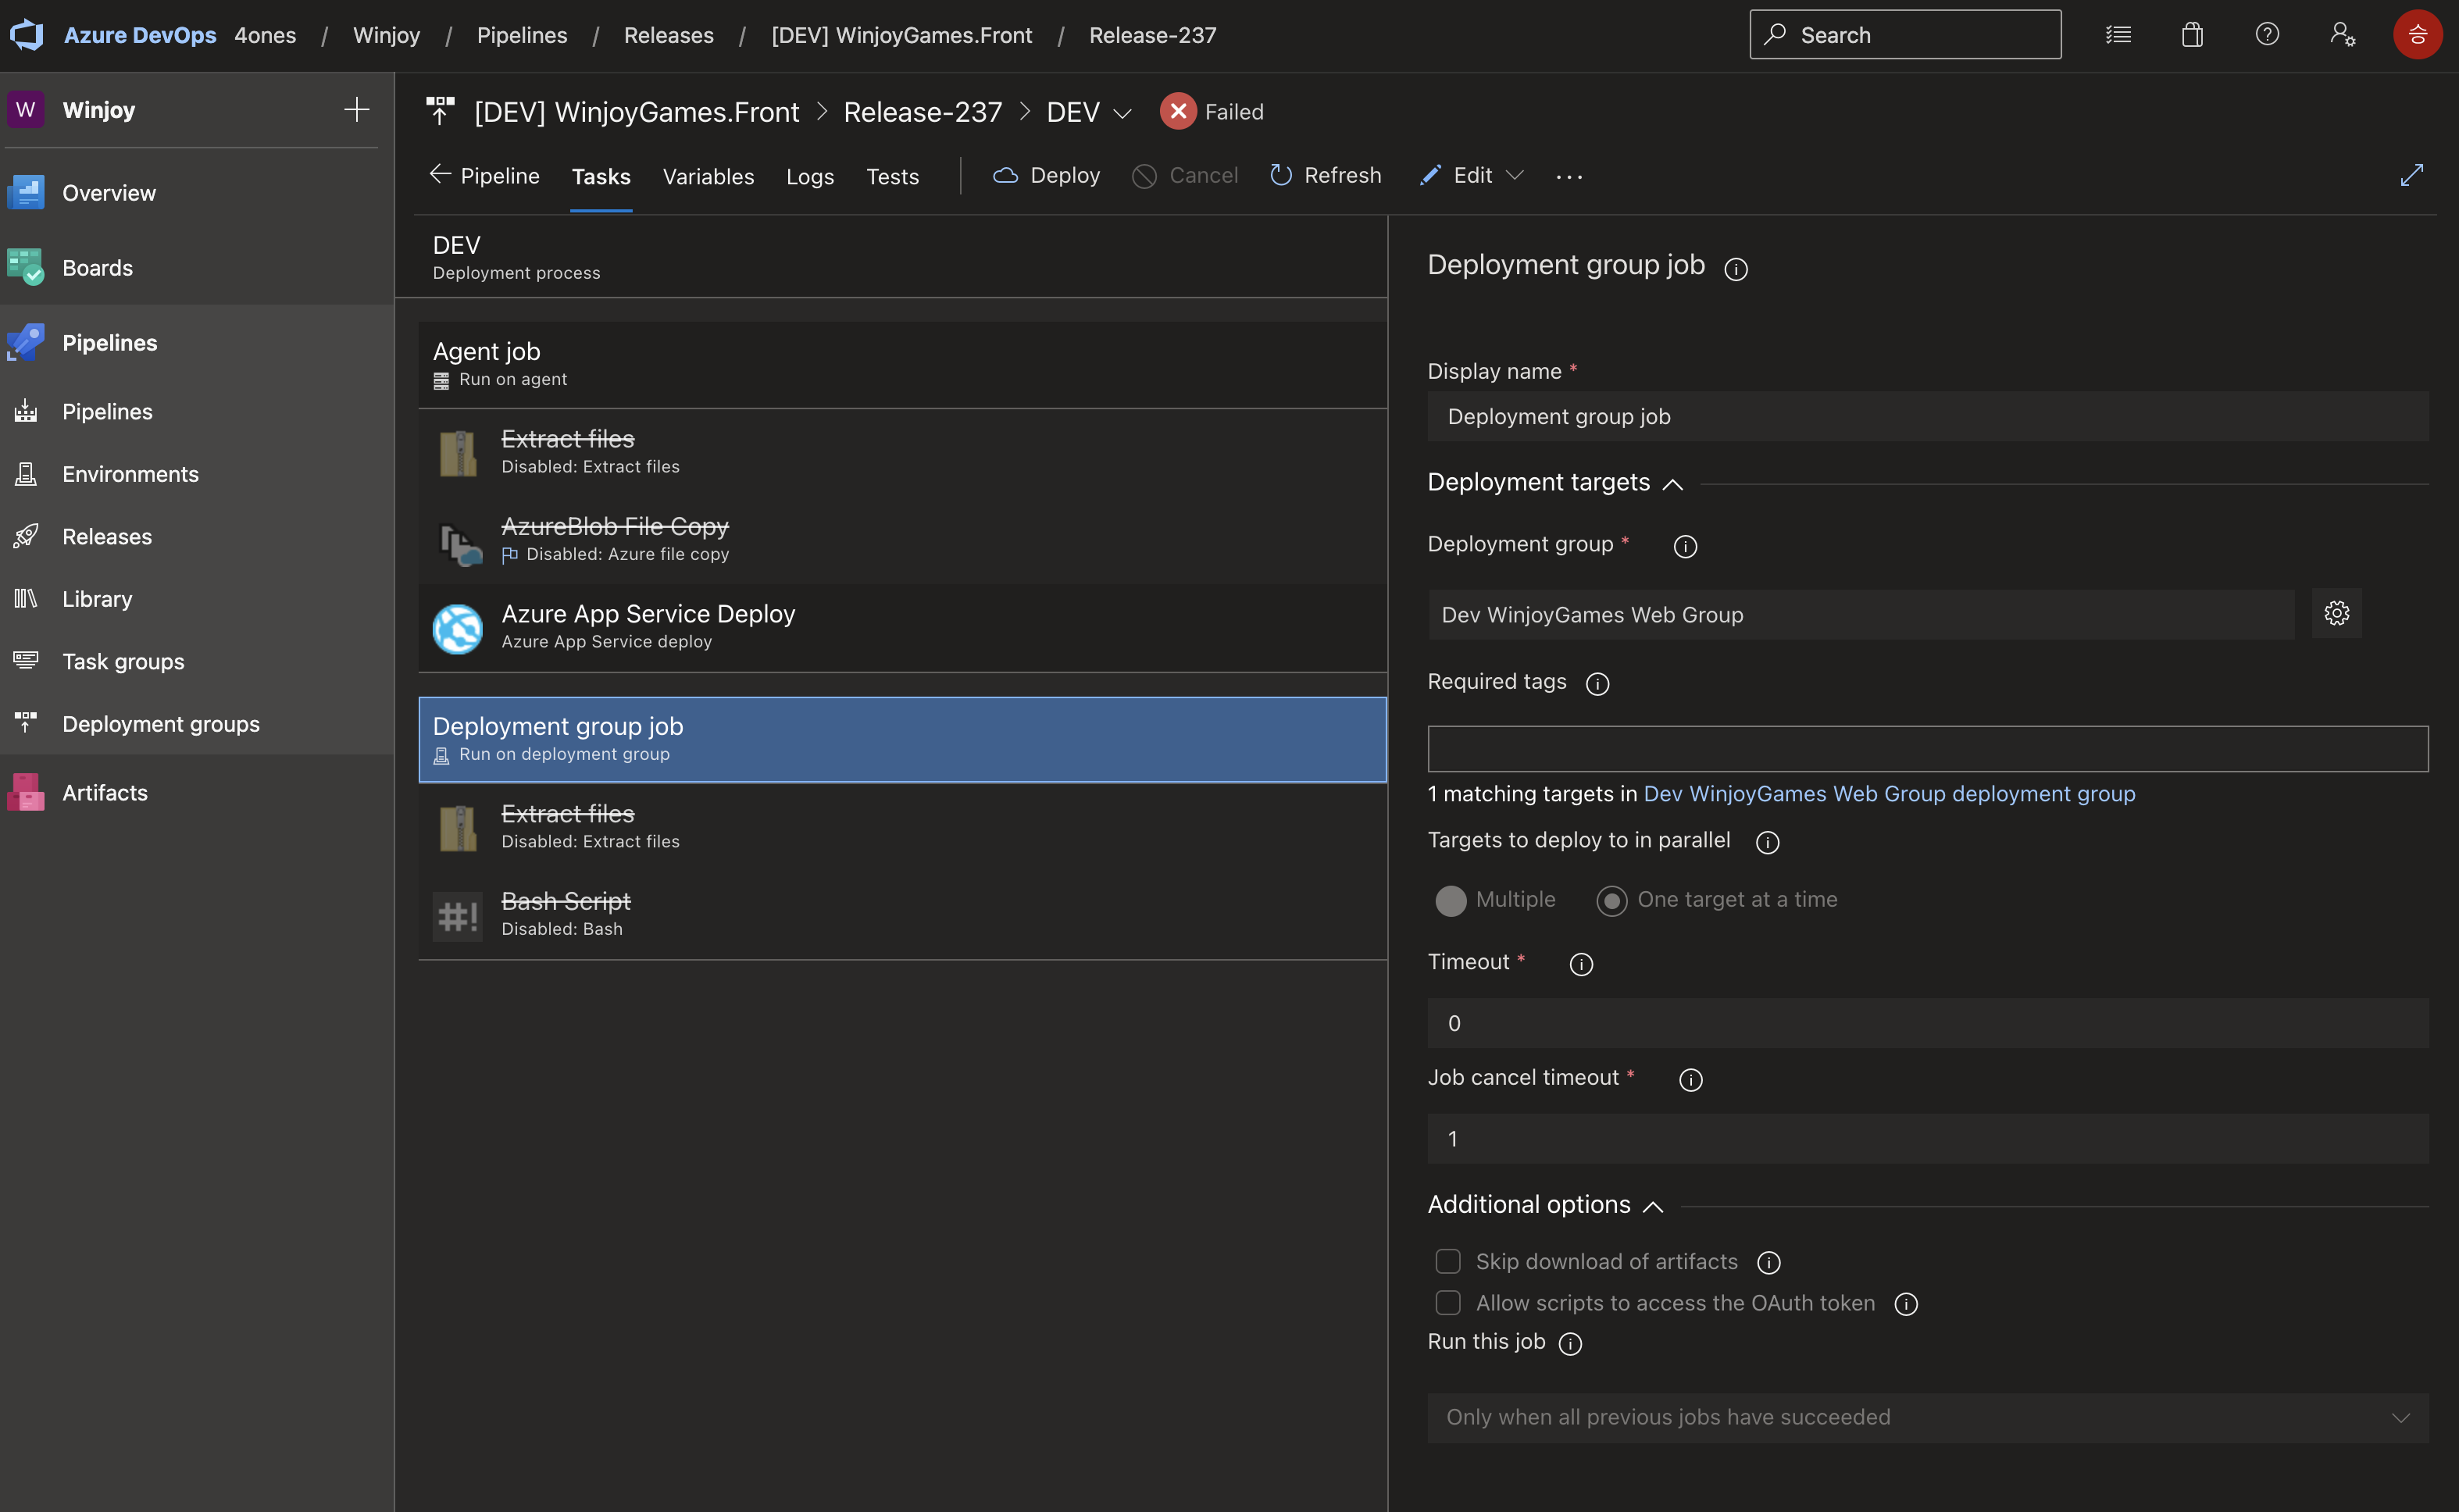 Azure DevOps 4ones / Winjoy / Pipelines / Releases / [DEV] WinjoyGames.Front / Release-237
Search
승
W Winjoy
Overview
Boards
Pipelines
Pipelines
Environments
Releases
Library
Task groups
Deployment groups
Artifacts
[DEV] WinjoyGames.Front > Release-237 > DEV Failed
Pipeline Tasks Variables Logs Tests Deploy Cancel Refresh Edit ...
DEV
Deployment process
Agent job
Run on agent
Extract files
Disabled: Extract files
AzureBlob File Copy
Disabled: Azure file copy
Azure App Service Deploy
Azure App Service deploy
Deployment group job
Run on deployment group
Extract files
Disabled: Extract files
#!
Bash Script
Disabled: Bash
Deployment group job
Display name *
Deployment group job
Deployment targets
Deployment group *
Dev WinjoyGames Web Group
Required tags
1 matching targets in Dev WinjoyGames Web Group deployment group
Targets to deploy to in parallel
Multiple One target at a time
Timeout *
0
Job cancel timeout *
1
Additional options
Skip download of artifacts
Allow scripts to access the OAuth token
Run this job
Only when all previous jobs have succeeded